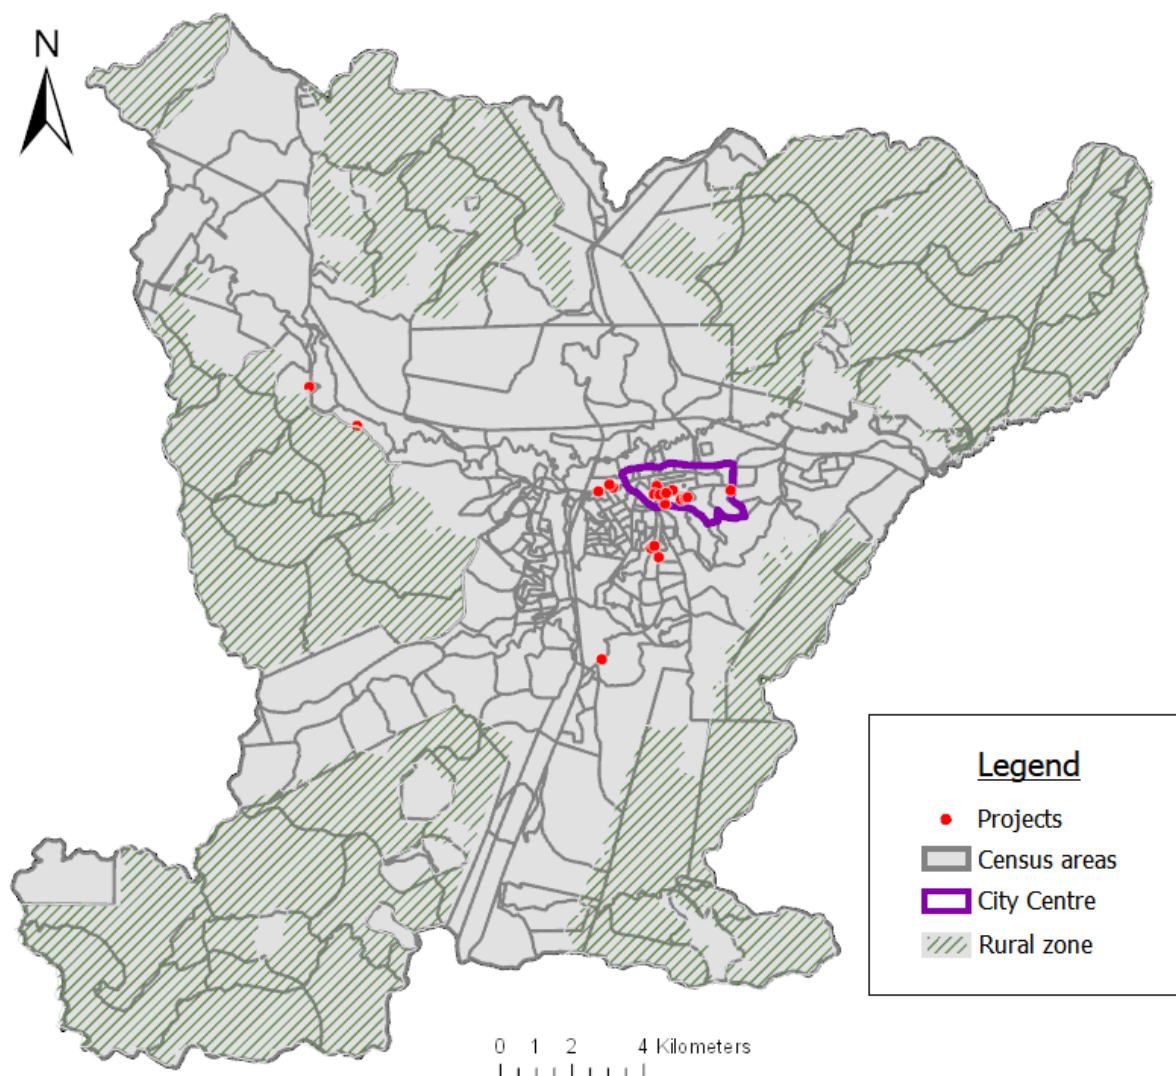 N
Legend
Projects
Census areas
City Centre
Rural zone
0 1 2 4 Kilometers